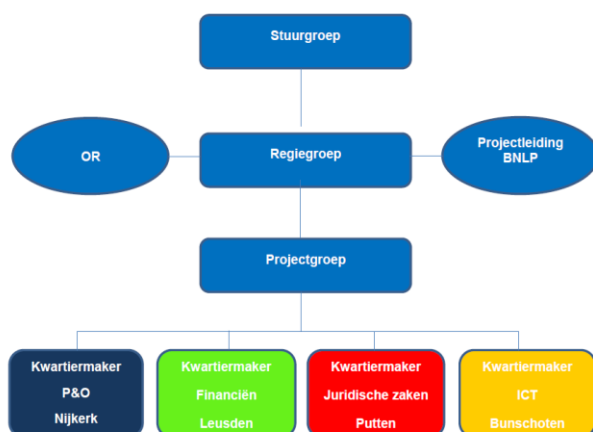 Stuurgroep
OR
Regiegroep
Projectleiding
BNLP
Projectgroep
Kwartiermaker
P&O
Nijkerk
Kwartiermaker
Financiën
Leusden
Kwartiermaker
Juridische zaken
Putten
Kwartiermaker
ICT
Bunschoten